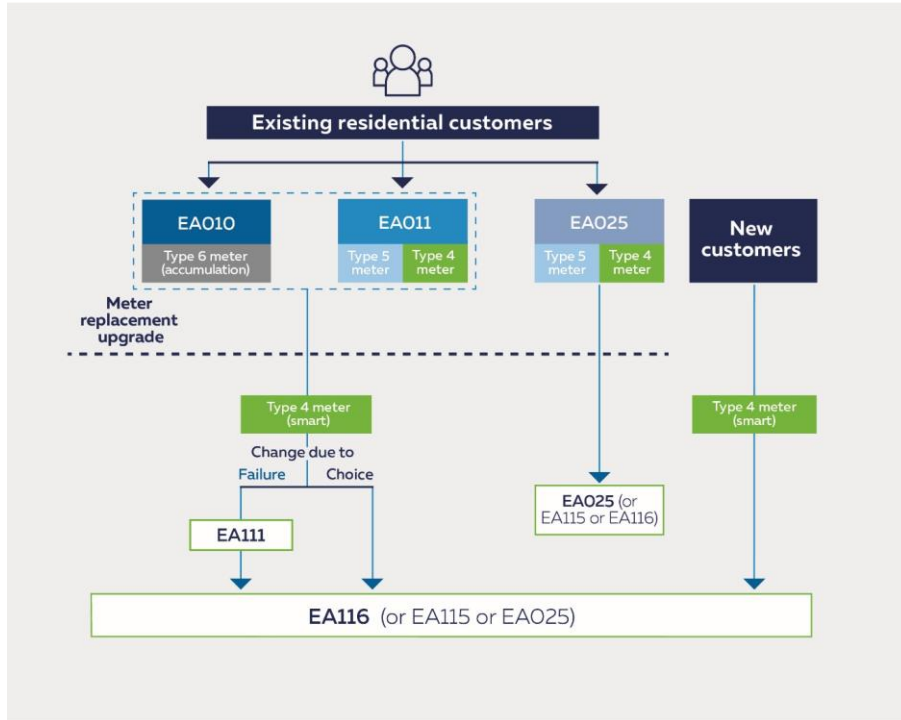 Existing residential customers
EA010
Type 6 meter
(accumulation)
EA011
Type 5
meter
Type 4
meter
EA025
Type 5
meter
Type 4
meter
New
customers
Meter
replacement
upgrade
Type 4 meter
(smart)
Change due to
Failure
Choice
Type 4 meter
(smart)
EA025 (or
EA115 or EA116)
EA111
EA116 (or EA115 or EA025)